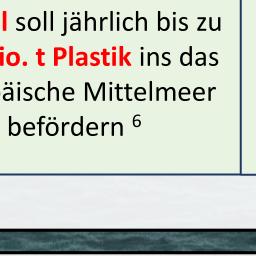 l soll jährlich bis zu
io. t Plastik ins das
äische Mittelmeer
befördern 6